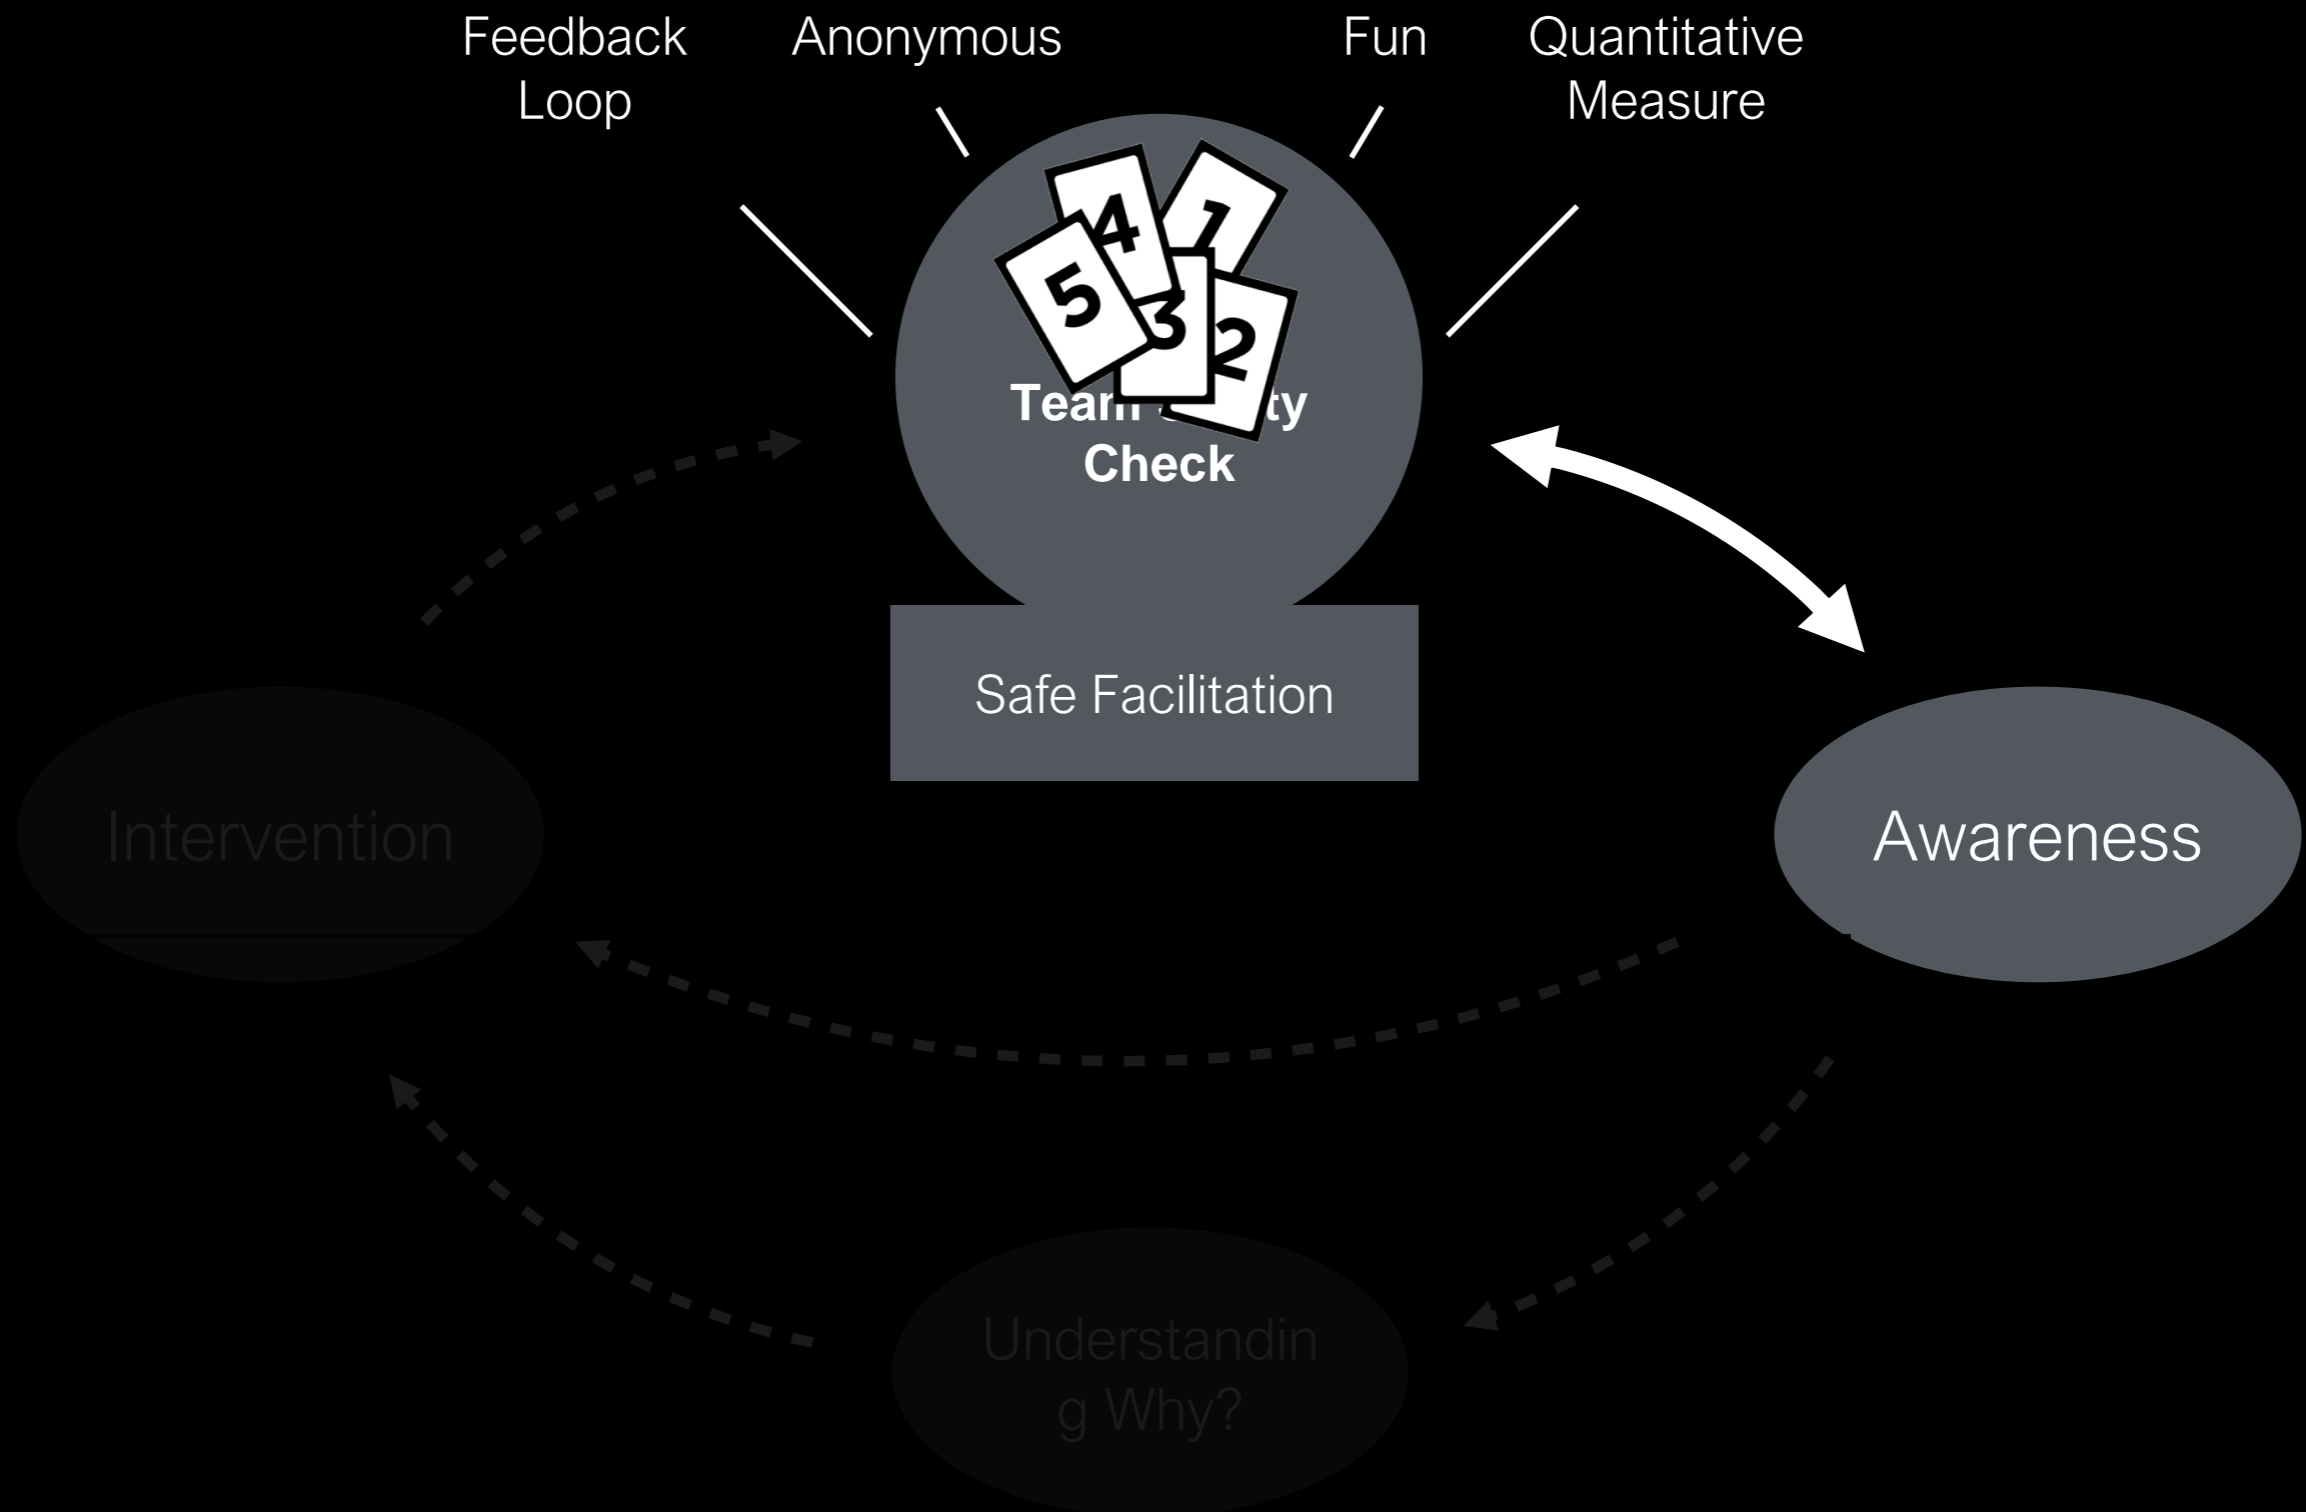 Feedback
Loop
Anonymous
Fun
Quantitative
Measure
4
1
5
3
2
Team
Check
Safe Facilitation
Intervention
Awareness
Understandin
g Why?